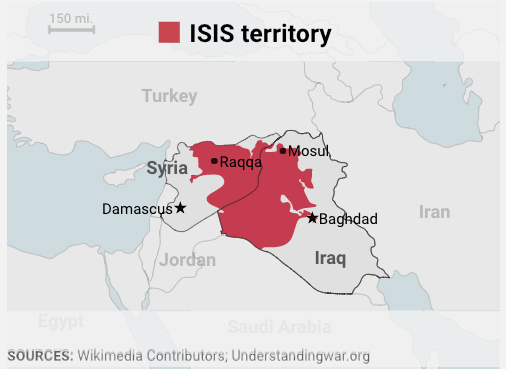 150 mi.
ISIS territory
Turkey
Mosul
Raqqa
Syria
Damascus
Iran
Baghdad
Jordan
Iraq
Egypt
Saudi Arabia
SOURCES: Wikimedia Contributors; Understandingwar.org